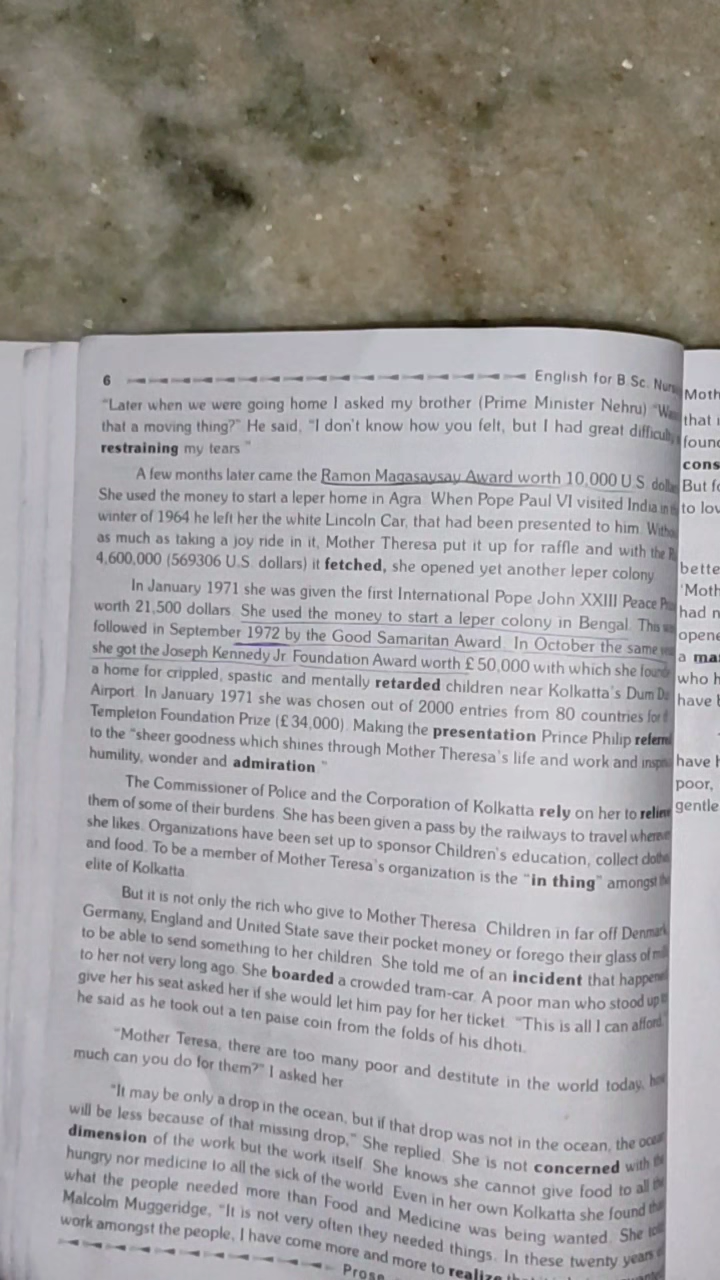 6 English for B Sc. Nurs
"Later when we were going home I asked my brother (Prime Minister Nehru)
that a moving thing?" He said, "I don't know how you felt, but I had great difficulty
restraining my tears "
A few months later came the Ramon Magasaysay Award worth 10,000 U.S.
She used the money to start a leper home in Agra When Pope Paul VI visited India in
winter of 1964 he left her the white Lincoln Car, that had been presented to him.
as much as taking a joy ride in it, Mother Theresa put it up for raffle and with the
4,600,000 (569306 U.S. dollars) it fetched, she opened yet another leper colony
In January 1971 she was given the first International Pope John XXIII Peace
worth 21,500 dollars. She used the money to start a leper colony in Bengal.
followed in September 1972 by the Good Samaritan Award. In October the same
she got the Joseph Kennedy Jr. Foundation Award worth £ 50,000 with which she
a home for crippled, spastic and mentally retarded children near Kolkatta's Dum
Airport. In January 1971 she was chosen out of 2000 entries from 80 countries for
Templeton Foundation Prize (£ 34,000). Making the presentation Prince Philip
to the "sheer goodness which shines through Mother Theresa's life and work and
humility, wonder and admiration "
The Commissioner of Police and the Corporation of Kolkatta rely on her to
them of some of their burdens. She has been given a pass by the railways to travel
she likes. Organizations have been set up to sponsor Children's education, collect
and food. To be a member of Mother Teresa's organization is the "in thing" amongst
elite of Kolkatta
But it is not only the rich who give to Mother Theresa Children in far off Denmark,
Germany, England and United State save their pocket money or forego their glass of
to be able to send something to her children. She told me of an incident that
to her not very long ago. She boarded a crowded tram-car. A poor man who stood up
give her his seat asked her if she would let him pay for her ticket "This is all I can afford,"
he said as he took out a ten paise coin from the folds of his dhoti.
"Mother Teresa, there are too many poor and destitute in the world today,
much can you do for them?" I asked her
"It may be only a drop in the ocean, but if that drop was not in the ocean, the
will be less because of that missing drop," She replied. She is not concerned with
dimension of the work but the work itself. She knows she cannot give food to all
hungry nor medicine to all the sick of the world Even in her own Kolkatta she found
what the people needed more than Food and Medicine was being wanted. She
Malcolm Muggeridge, "It is not very often they needed things. In these twenty years
work amongst the people, I have come more and more to realize
Prose
Moth
that
found
cons
But
to lov
bette
'Moth
had
opene
a
who
have
have
poor,
gentle